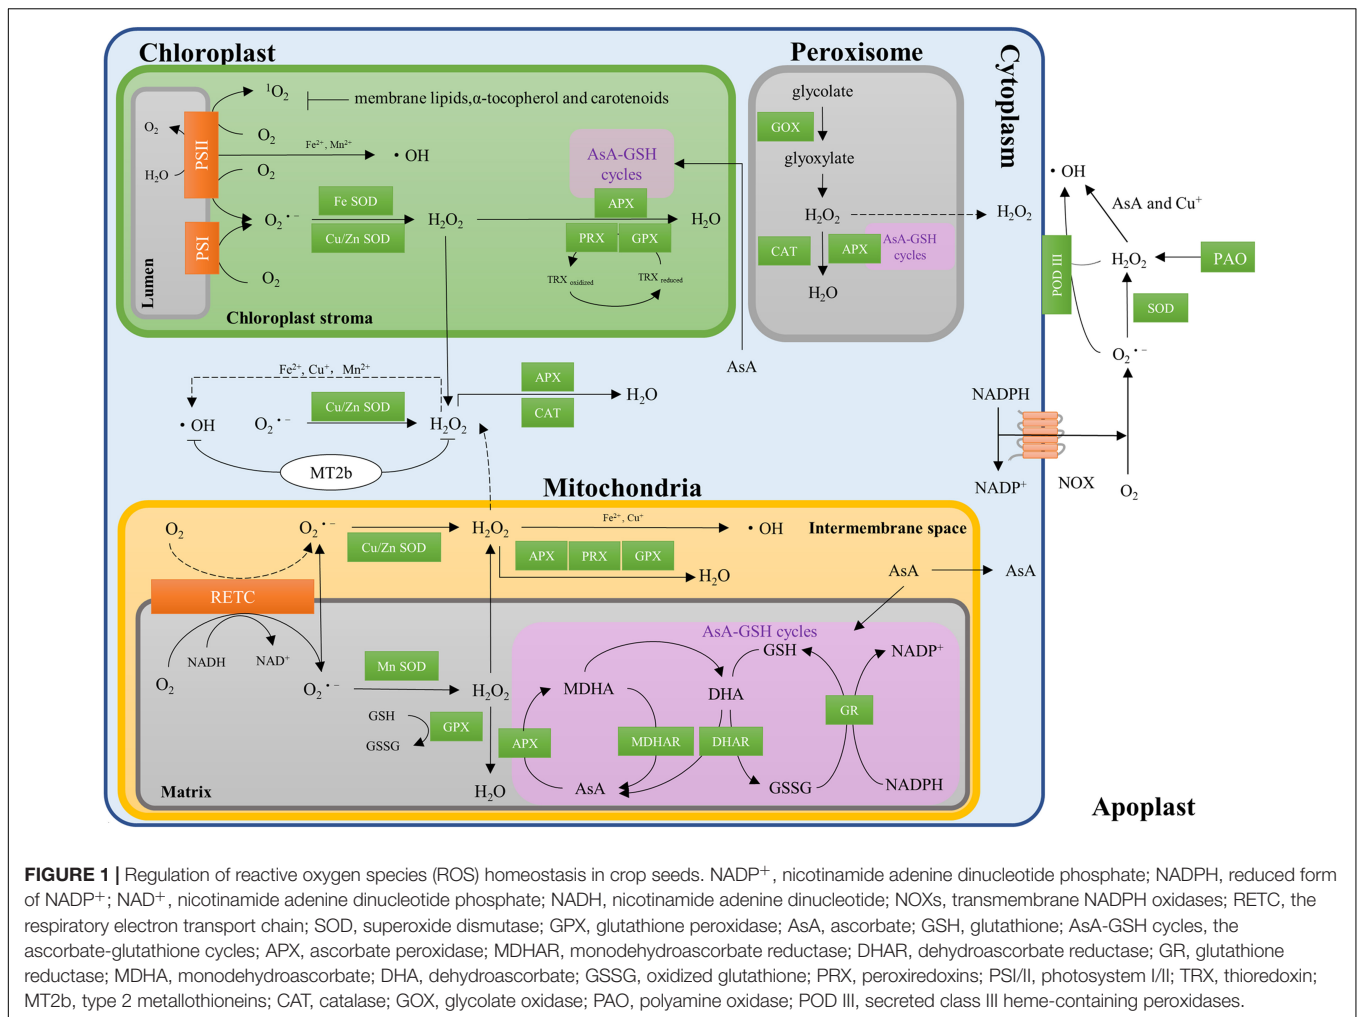 Chloroplast
Peroxisome
Cytoplasm
¹O₂
membrane lipids,α-tocopherol and carotenoids
O₂
O₂
PSII
Fe²⁺, Mn²⁺
• OH
H₂O
O₂
O₂•⁻
Fe SOD
Cu/Zn SOD
H₂O₂
AsA-GSH
cycles
APX
PRX
GPX
H₂O
TRX oxidized
TRX reduced
PSI
O₂
Lumen
Chloroplast stroma
glycolate
GOX
glyoxylate
H₂O₂
H₂O₂
CAT
APX
AsA-GSH
cycles
H₂O
• OH
AsA and Cu⁺
H₂O₂
PAO
POD III
SOD
O₂•⁻
AsA
Fe²⁺, Cu⁺, Mn²⁺
• OH
O₂•⁻
Cu/Zn SOD
H₂O₂
APX
CAT
H₂O
MT2b
NADPH
NADP⁺
NOX
O₂
Mitochondria
O₂
O₂•⁻
Cu/Zn SOD
H₂O₂
Fe²⁺, Cu⁺
• OH
Intermembrane space
APX
PRX
GPX
H₂O
AsA
AsA
RETC
NADH
NAD⁺
O₂
O₂•⁻
Mn SOD
H₂O₂
GSH
GSSG
GPX
H₂O
Matrix
AsA-GSH cycles
MDHA
DHA
GSH
NADP⁺
APX
MDHAR
DHAR
GR
AsA
GSSG
NADPH
Apoplast
FIGURE 1 | Regulation of reactive oxygen species (ROS) homeostasis in crop seeds. NADP⁺, nicotinamide adenine dinucleotide phosphate; NADPH, reduced form
of NADP⁺; NAD⁺, nicotinamide adenine dinucleotide phosphate; NADH, nicotinamide adenine dinucleotide; NOXs, transmembrane NADPH oxidases; RETC, the
respiratory electron transport chain; SOD, superoxide dismutase; GPX, glutathione peroxidase; AsA, ascorbate; GSH, glutathione; AsA-GSH cycles, the
ascorbate-glutathione cycles; APX, ascorbate peroxidase; MDHAR, monodehydroascorbate reductase; DHAR, dehydroascorbate reductase; GR, glutathione
reductase; MDHA, monodehydroascorbate; DHA, dehydroascorbate; GSSG, oxidized glutathione; PRX, peroxiredoxins; PSI/II, photosystem I/II; TRX, thioredoxin;
MT2b, type 2 metallothioneins; CAT, catalase; GOX, glycolate oxidase; PAO, polyamine oxidase; POD III, secreted class III heme-containing peroxidases.